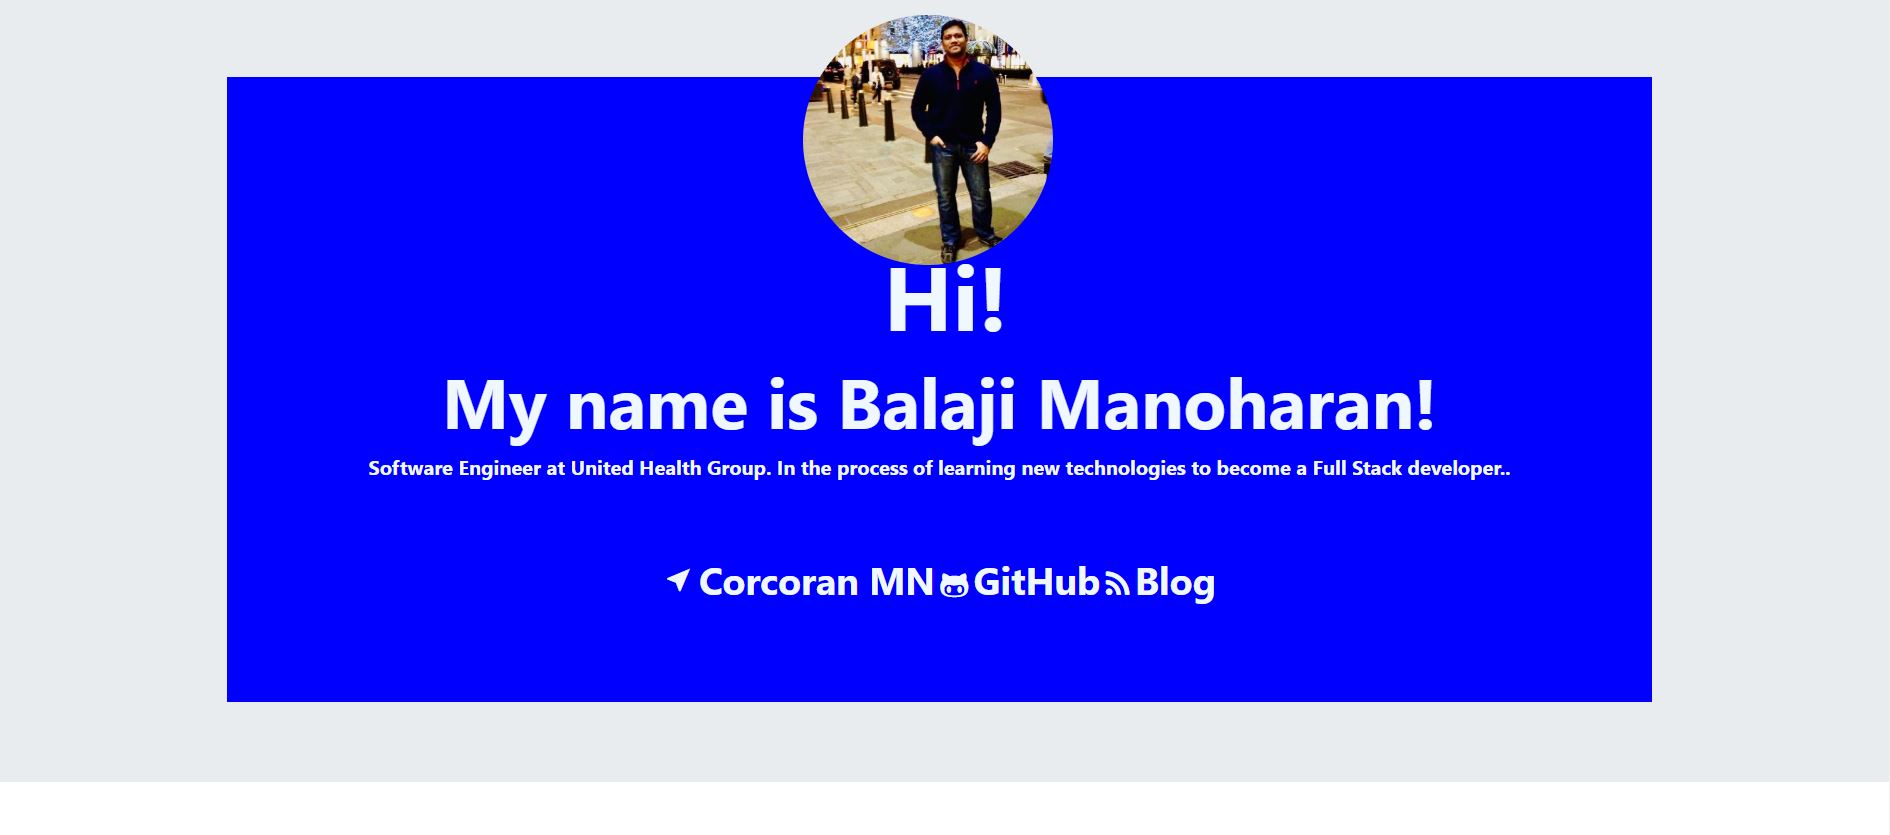 Hi!
My name is Balaji Manoharan!
Software Engineer at United Health Group. In the process of learning new technologies to become a Full Stack developer..
Corcoran MN GitHub Blog